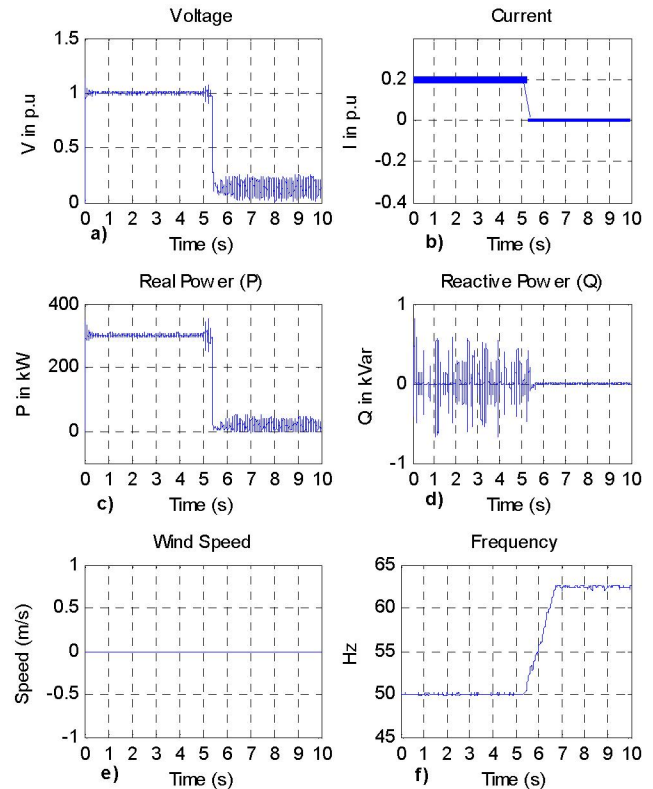 Voltage
1.5
1
0.5
0
V in p.u
0 1 2 3 4 5 6 7 8 9 10
a)
Time (s)
Current
0.2
0
-0.2
-0.4
I in p.u
0 1 2 3 4 5 6 7 8 9 10
b)
Time (s)
Real Power (P)
400
200
0
P in kW
0 1 2 3 4 5 6 7 8 9 10
c)
Time (s)
Reactive Power (Q)
1
0
-1
Q in kVar
0 1 2 3 4 5 6 7 8 9 10
d)
Time (s)
Wind Speed
1
0.5
0
-0.5
-1
Speed (m/s)
0 1 2 3 4 5 6 7 8 9 10
e)
Time (s)
Frequency
65
55
50
45
Hz
0 1 2 3 4 5 6 7 8 9 10
f)
Time (s)